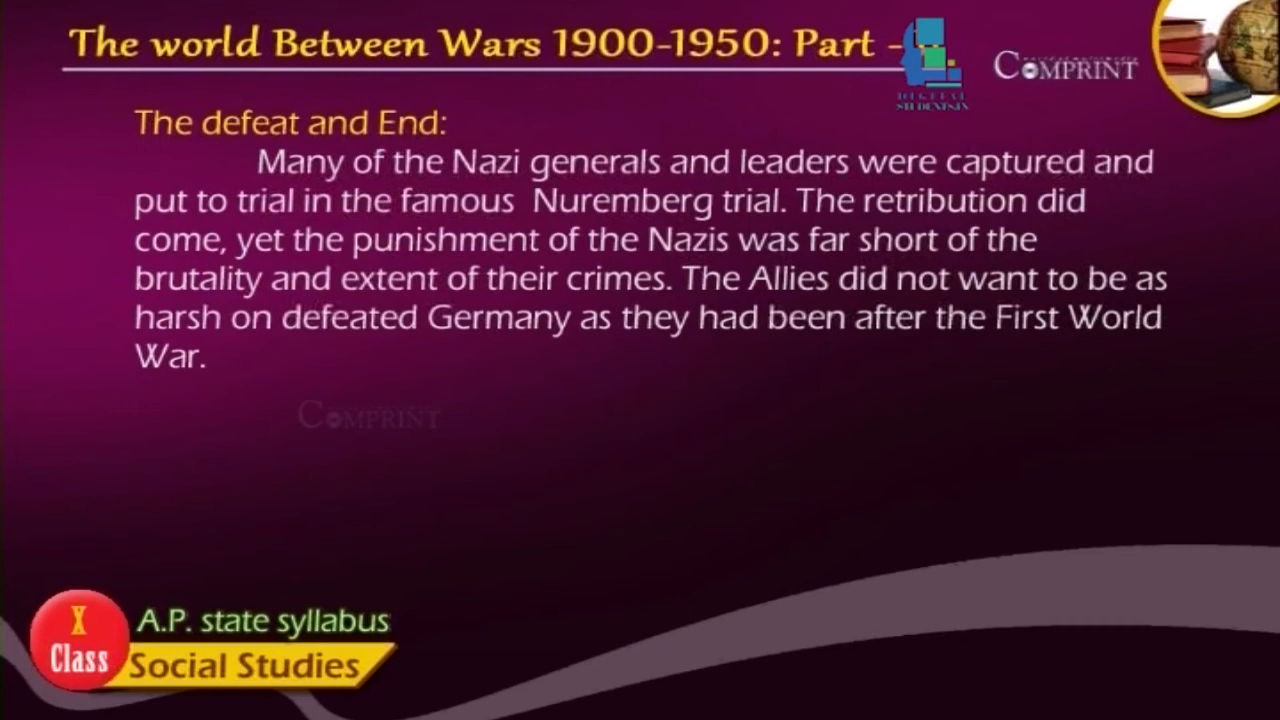 The world Between Wars 1900-1950: Part -
COMPRINT
The defeat and End:
Many of the Nazi generals and leaders were captured and
put to trial in the famous Nuremberg trial. The retribution did
come, yet the punishment of the Nazis was far short of the
brutality and extent of their crimes. The Allies did not want to be as
harsh on defeated Germany as they had been after the First World
War.
COMPRINT
X
Class
A.P. state syllabus
Social Studies